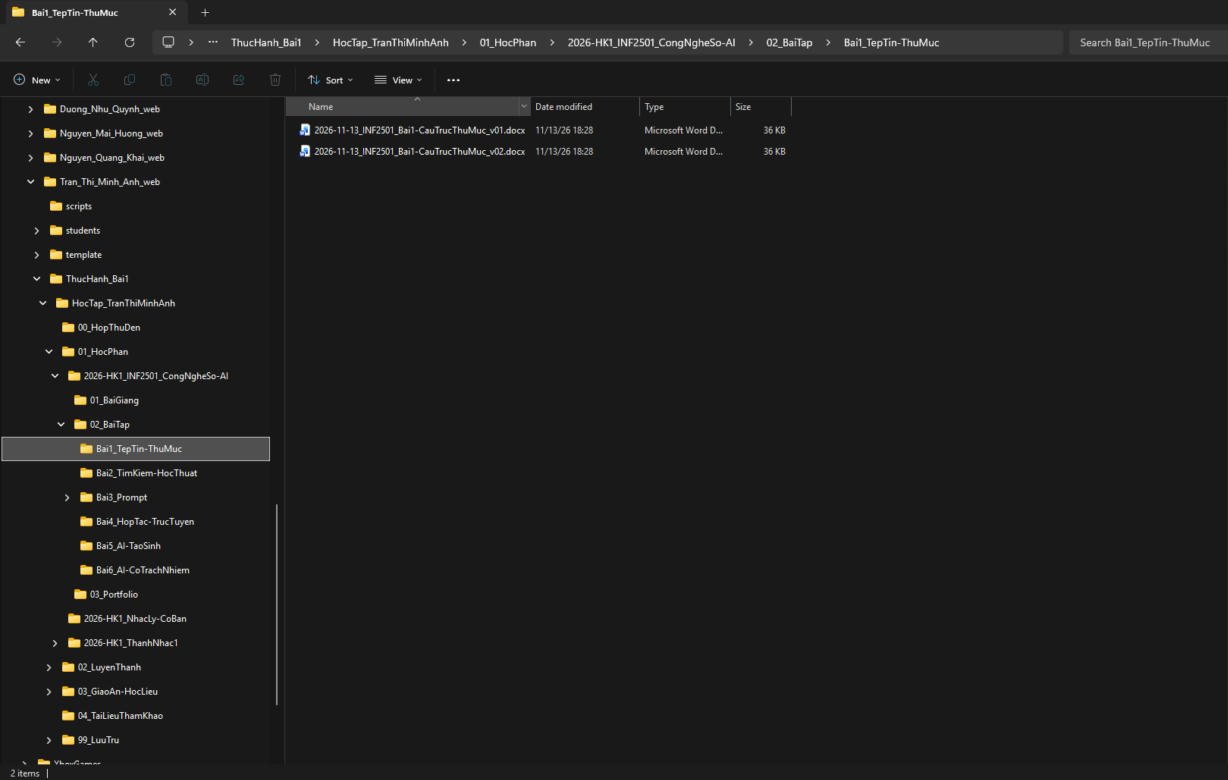 Bai1_TepTin-ThuMuc
··· ThucHanh_Bai1 > HocTap_TranThiMinhAnh > 01_HocPhan > 2026-HK1_INF2501_CongNgheSo-AI > 02_BaiTap > Bai1_TepTin-ThuMuc
Search Bai1_TepTin-ThuMuc
New Sort View ···
Duong_Nhu_Quynh_web
Nguyen_Mai_Huong_web
Nguyen_Quang_Khai_web
Tran_Thi_Minh_Anh_web
scripts
students
template
ThucHanh_Bai1
HocTap_TranThiMinhAnh
00_HopThuDen
01_HocPhan
2026-HK1_INF2501_CongNgheSo-AI
01_BaiGiang
02_BaiTap
Bai1_TepTin-ThuMuc
Bai2_TimKiem-HocThuat
Bai3_Prompt
Bai4_HopTac-TrucTuyen
Bai5_AI-TaoSinh
Bai6_AI-CoTrachNhiem
03_Portfolio
2026-HK1_NhacLy-CoBan
2026-HK1_ThanhNhac1
02_LuyenThanh
03_GiaoAn-HocLieu
04_TaiLieuThamKhao
99_LuuTru
XboxGames
Name Date modified Type Size
2026-11-13_INF2501_Bai1-CauTrucThuMuc_v01.docx 11/13/26 18:28 Microsoft Word D... 36 KB
2026-11-13_INF2501_Bai1-CauTrucThuMuc_v02.docx 11/13/26 18:28 Microsoft Word D... 36 KB
2 items